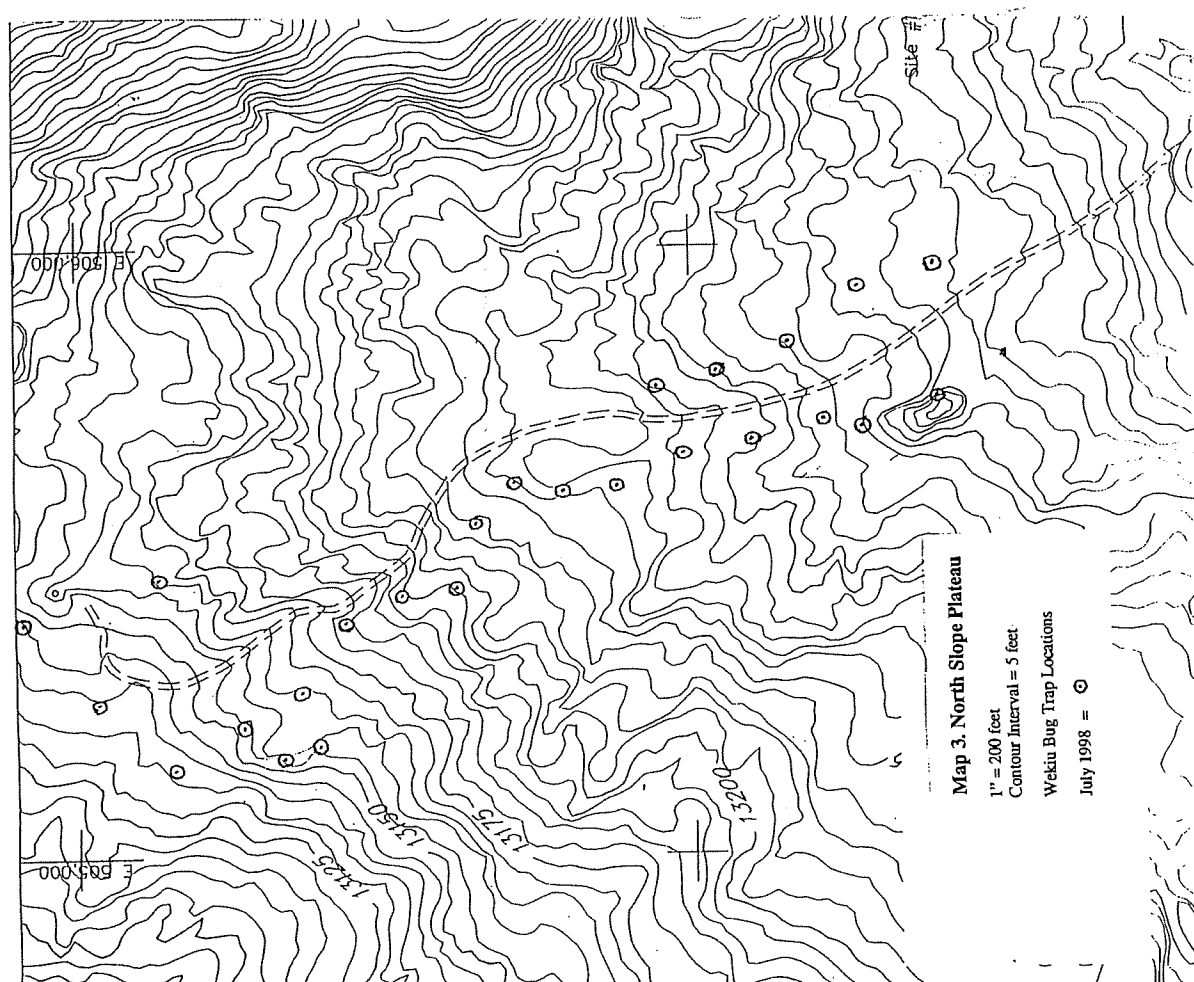 Site #
E 506,000
E 505,000
13125
13150
13175
13200
Map 3. North Slope Plateau
1" = 200 feet
Contour Interval = 5 feet
Wekiu Bug Trap Locations
July 1998 =